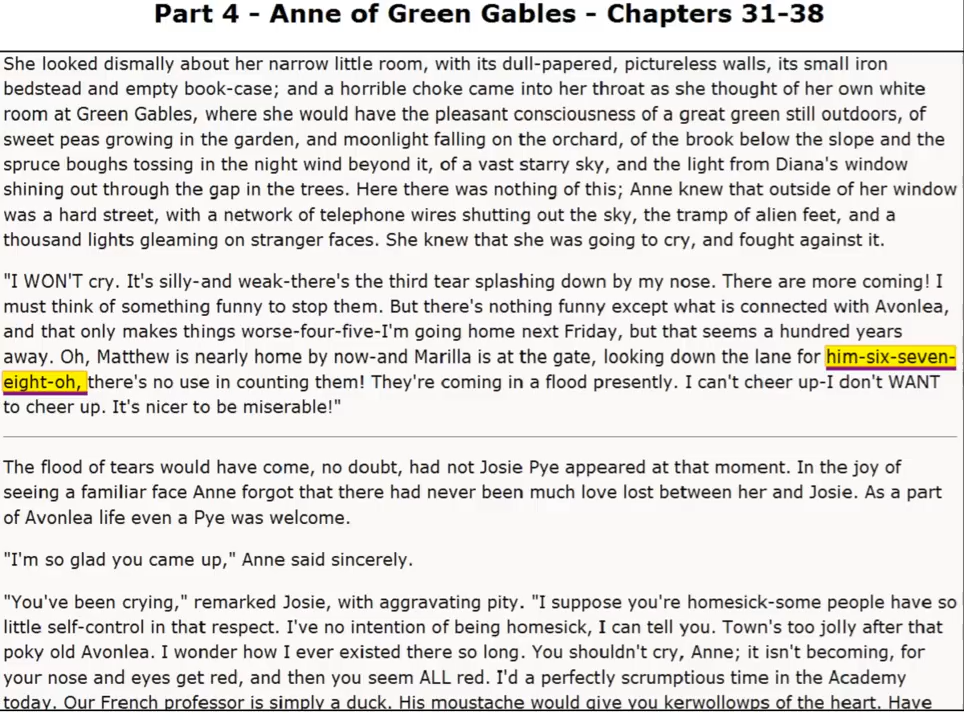 Part 4 - Anne of Green Gables - Chapters 31-38
She looked dismally about her narrow little room, with its dull-papered, pictureless walls, its small iron
bedstead and empty book-case; and a horrible choke came into her throat as she thought of her own white
room at Green Gables, where she would have the pleasant consciousness of a great green still outdoors, of
sweet peas growing in the garden, and moonlight falling on the orchard, of the brook below the slope and the
spruce boughs tossing in the night wind beyond it, of a vast starry sky, and the light from Diana's window
shining out through the gap in the trees. Here there was nothing of this; Anne knew that outside of her window
was a hard street, with a network of telephone wires shutting out the sky, the tramp of alien feet, and a
thousand lights gleaming on stranger faces. She knew that she was going to cry, and fought against it.
"I WON'T cry. It's silly-and weak-there's the third tear splashing down by my nose. There are more coming! I
must think of something funny to stop them. But there's nothing funny except what is connected with Avonlea,
and that only makes things worse-four-five-I'm going home next Friday, but that seems a hundred years
away. Oh, Matthew is nearly home by now-and Marilla is at the gate, looking down the lane for him-six-seven-
eight-oh, there's no use in counting them! They're coming in a flood presently. I can't cheer up-I don't WANT
to cheer up. It's nicer to be miserable!"
The flood of tears would have come, no doubt, had not Josie Pye appeared at that moment. In the joy of
seeing a familiar face Anne forgot that there had never been much love lost between her and Josie. As a part
of Avonlea life even a Pye was welcome.
"I'm so glad you came up," Anne said sincerely.
"You've been crying," remarked Josie, with aggravating pity. "I suppose you're homesick-some people have so
little self-control in that respect. I've no intention of being homesick, I can tell you. Town's too jolly after that
poky old Avonlea. I wonder how I ever existed there so long. You shouldn't cry, Anne; it isn't becoming, for
your nose and eyes get red, and then you seem ALL red. I'd a perfectly scrumptious time in the Academy
today. Our French professor is simply a duck. His moustache would give you kerwollowps of the heart. Have